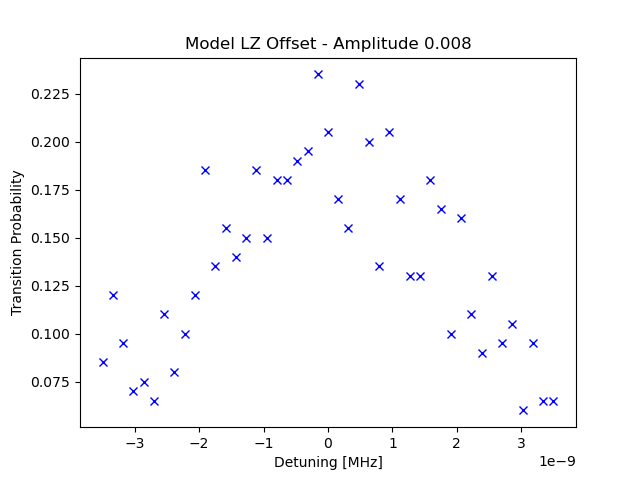 Model LZ Offset - Amplitude 0.008
Transition Probability
0.225
0.200
0.175
0.150
0.125
0.100
0.075
−3 −2 −1 0 1 2 3
1e−9
Detuning [MHz]